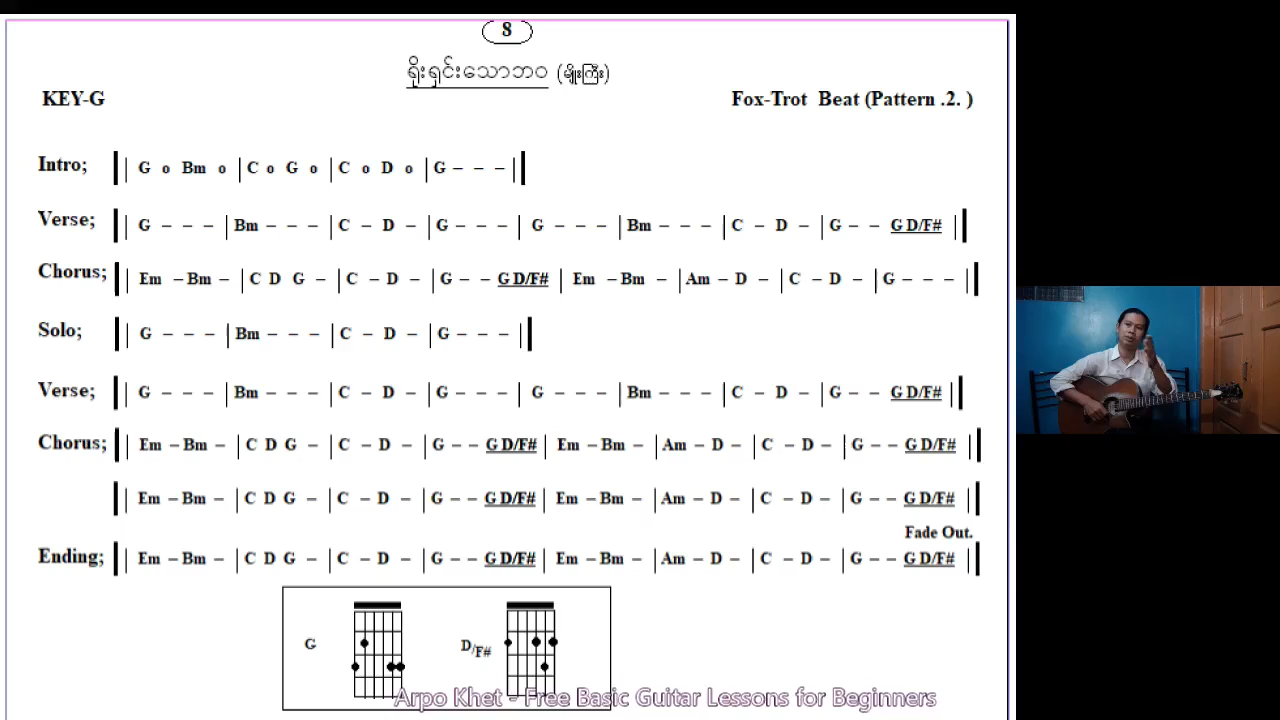 8
ရိုးရှင်းသောဘဝ (မျိုးကြီး)
KEY-G Fox-Trot Beat (Pattern .2. )
Intro; || G o Bm o | C o G o | C o D o | G – – – ||
Verse; || G – – – | Bm – – – | C – D – | G – – – | G – – – | Bm – – – | C – D – | G – – G D/F# ||
Chorus; || Em – Bm – | C D G – | C – D – | G – – G D/F# | Em – Bm – | Am – D – | C – D – | G – – – ||
Solo; || G – – – | Bm – – – | C – D – | G – – – ||
Verse; || G – – – | Bm – – – | C – D – | G – – – | G – – – | Bm – – – | C – D – | G – – G D/F# ||
Chorus; || Em – Bm – | C D G – | C – D – | G – – G D/F# | Em – Bm – | Am – D – | C – D – | G – – G D/F# ||
|| Em – Bm – | C D G – | C – D – | G – – G D/F# | Em – Bm – | Am – D – | C – D – | G – – G D/F# ||
Fade Out.
Ending; || Em – Bm – | C D G – | C – D – | G – – G D/F# | Em – Bm – | Am – D – | C – D – | G – – G D/F# ||
G D/F#
Arpo Khet - Free Basic Guitar Lessons for Beginners